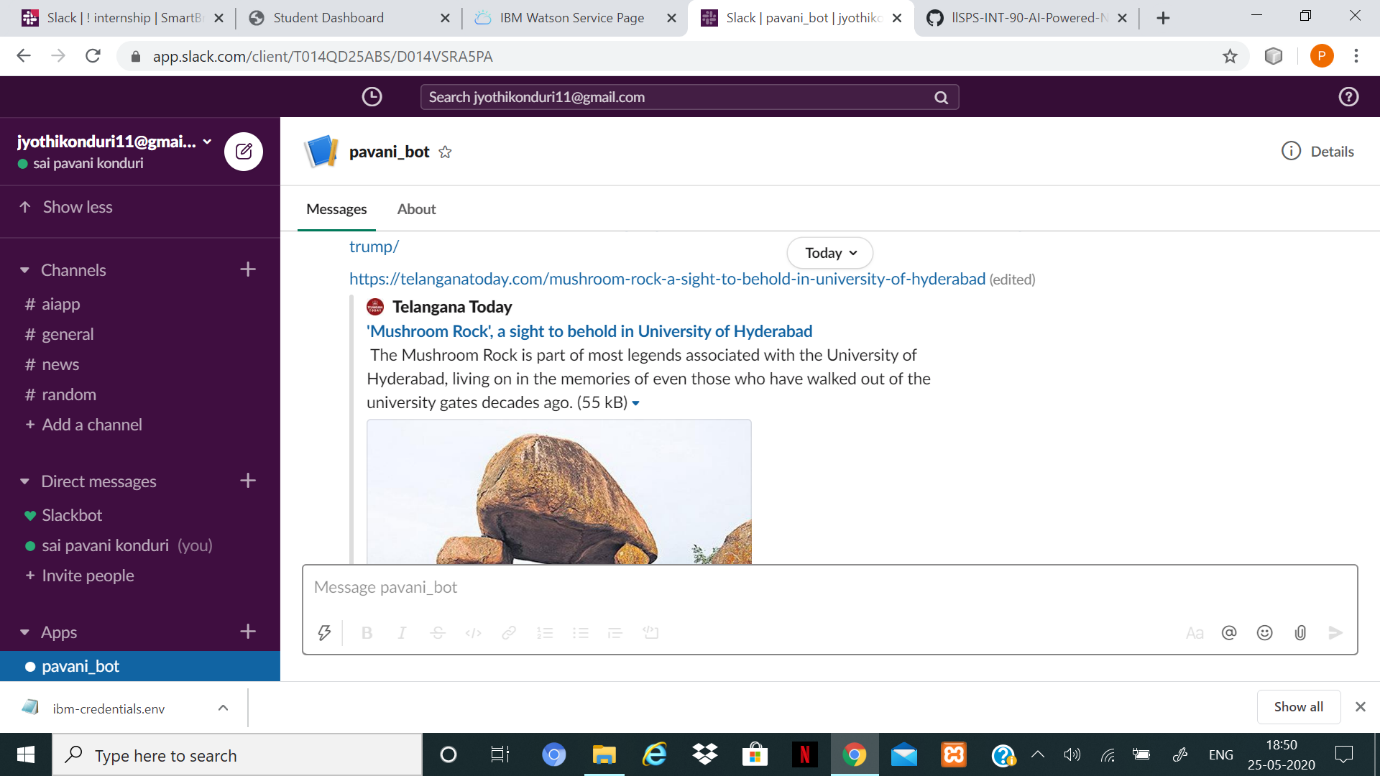 Slack | ! internship | SmartB
Student Dashboard
IBM Watson Service Page
Slack | pavani_bot | jyothiko
llSPS-INT-90-AI-Powered-N
app.slack.com/client/T014QD25ABS/D014VSRA5PA
P
Search jyothikonduri11@gmail.com
jyothikonduri11@gmai...
sai pavani konduri
Show less
Channels
# aiapp
# general
# news
# random
+ Add a channel
Direct messages
Slackbot
sai pavani konduri (you)
+ Invite people
Apps
pavani_bot
pavani_bot
Details
Messages
About
trump/
Today
https://telanganatoday.com/mushroom-rock-a-sight-to-behold-in-university-of-hyderabad (edited)
Telangana Today
'Mushroom Rock', a sight to behold in University of Hyderabad
The Mushroom Rock is part of most legends associated with the University of
Hyderabad, living on in the memories of even those who have walked out of the
university gates decades ago. (55 kB)
Message pavani_bot
B I S </> Aa @
ibm-credentials.env
Show all
Type here to search
ENG
18:50
25-05-2020